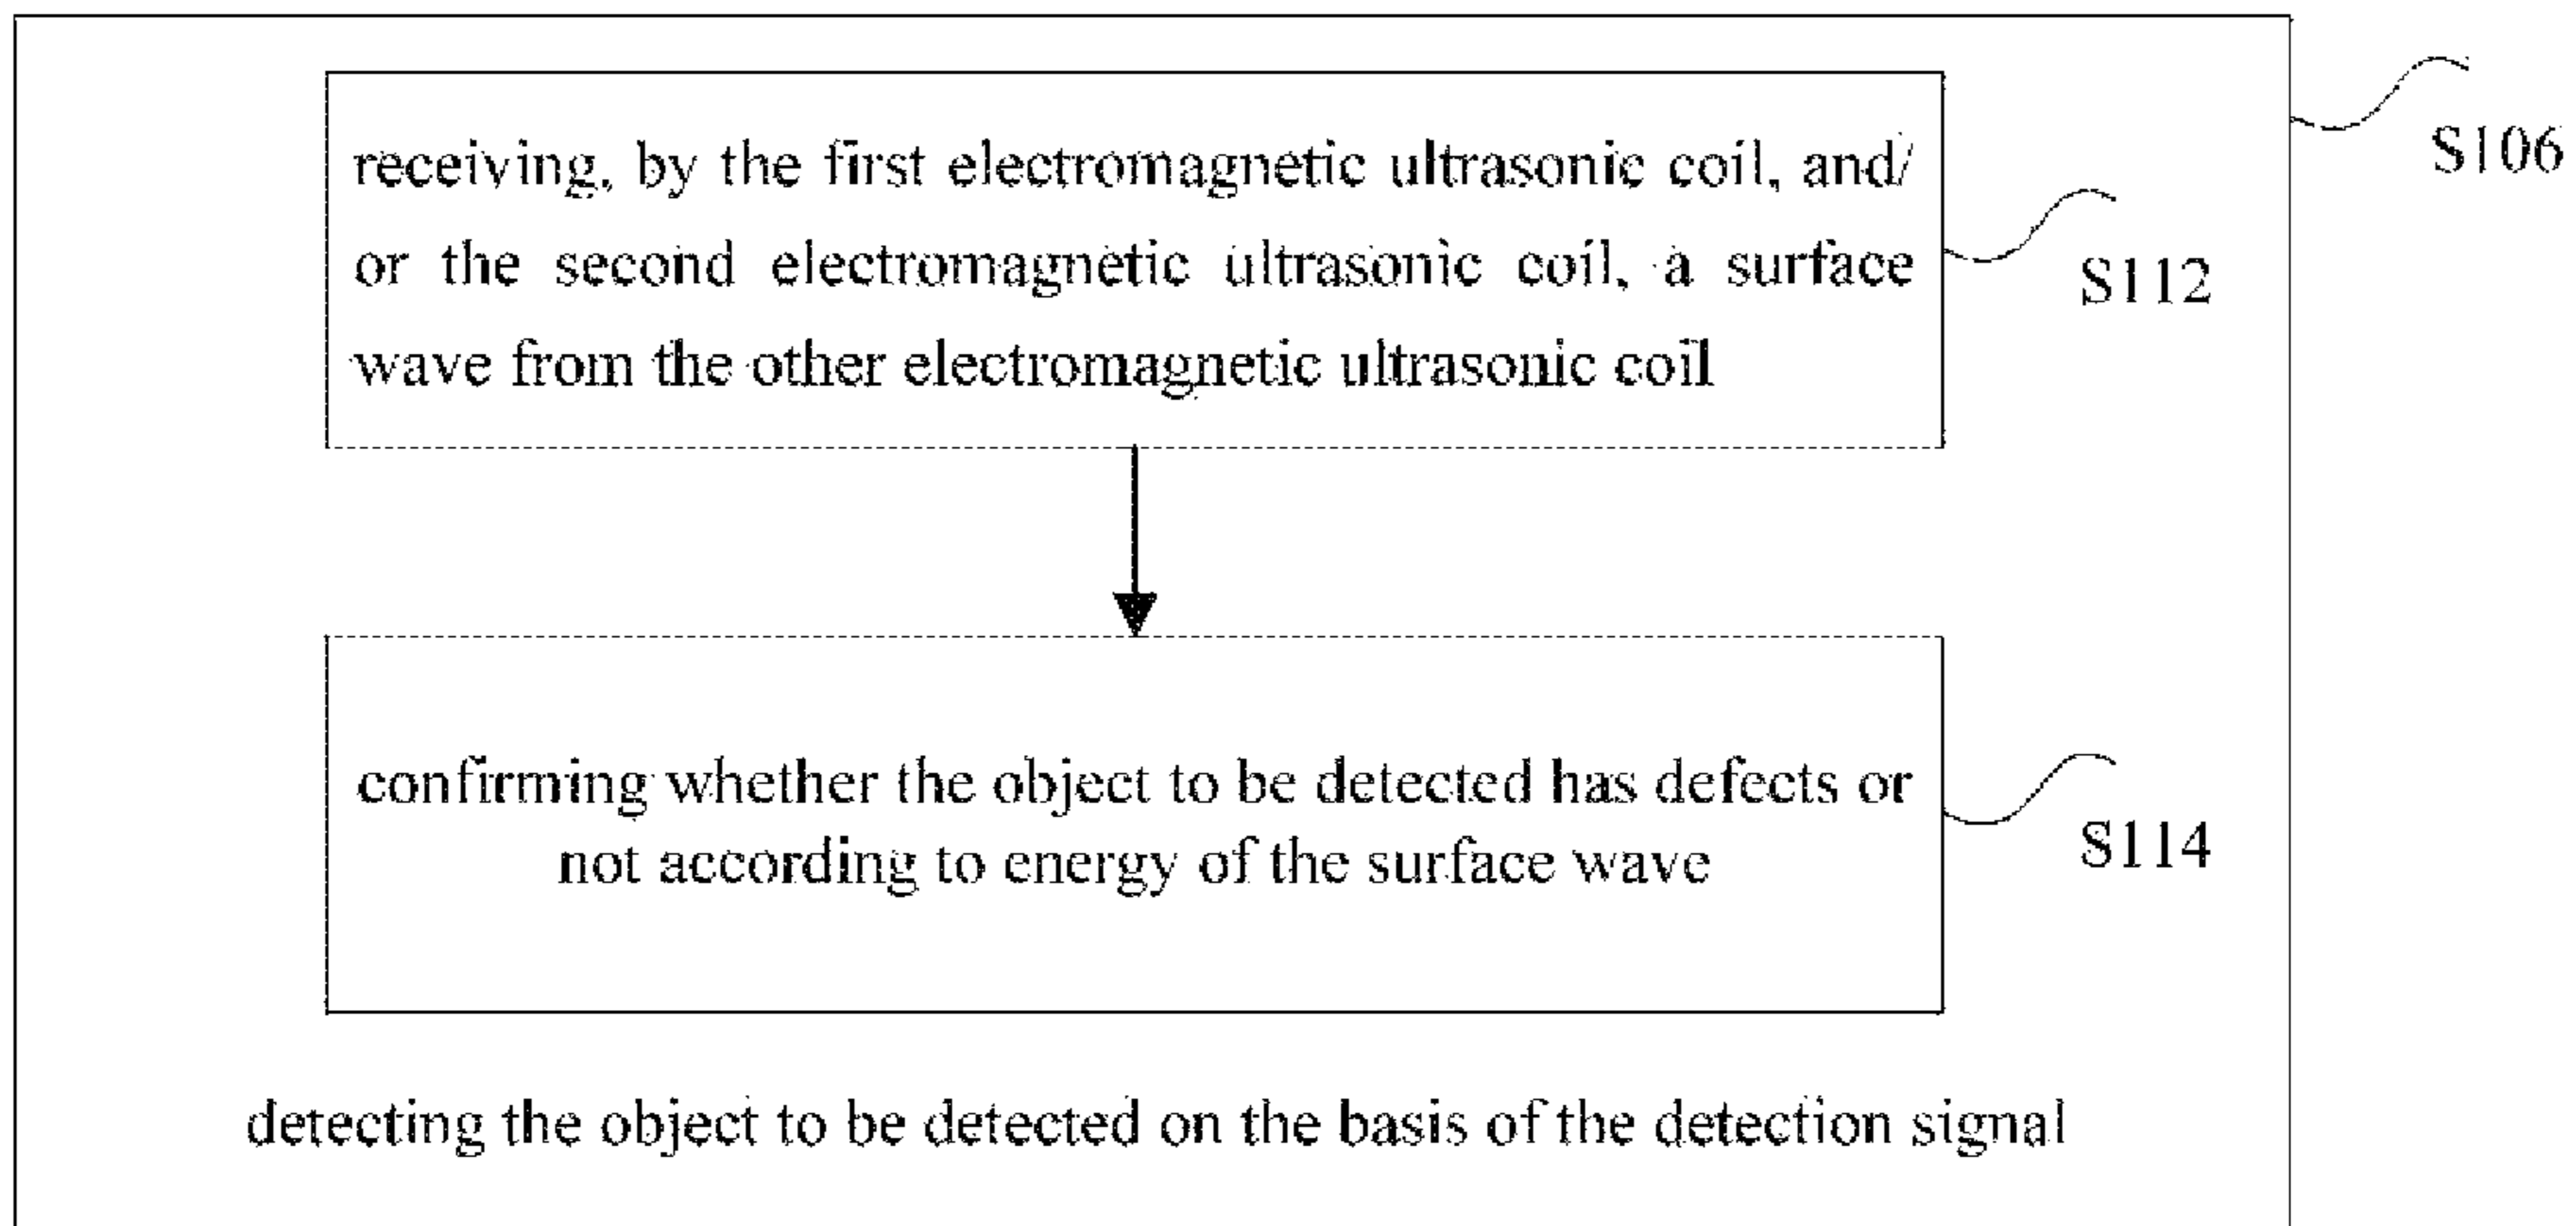 S106
receiving, by the first electromagnetic ultrasonic coil, and/
or the second electromagnetic ultrasonic coil, a surface
wave from the other electromagnetic ultrasonic coil
S112
confirming whether the object to be detected has defects or
not according to energy of the surface wave
S114
detecting the object to be detected on the basis of the detection signal